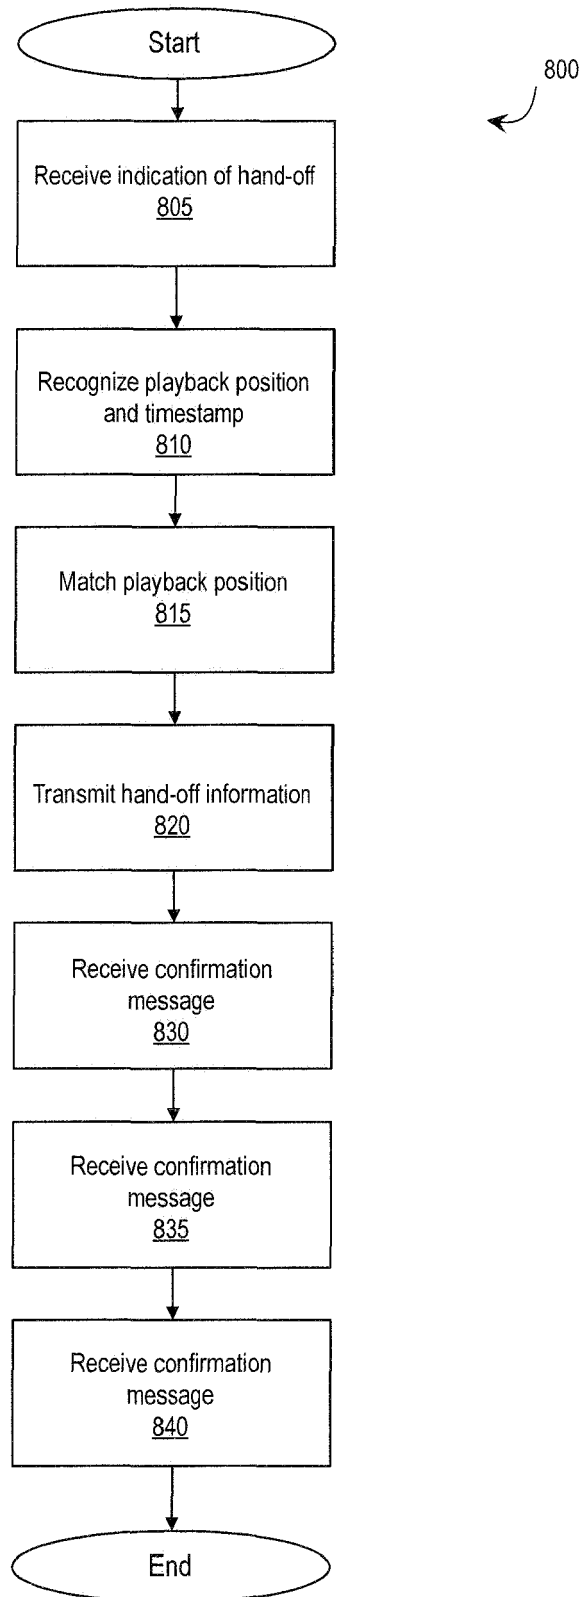 Start
800
Receive indication of hand-off
805
Recognize playback position
and timestamp
810
Match playback position
815
Transmit hand-off information
820
Receive confirmation
message
830
Receive confirmation
message
835
Receive confirmation
message
840
End